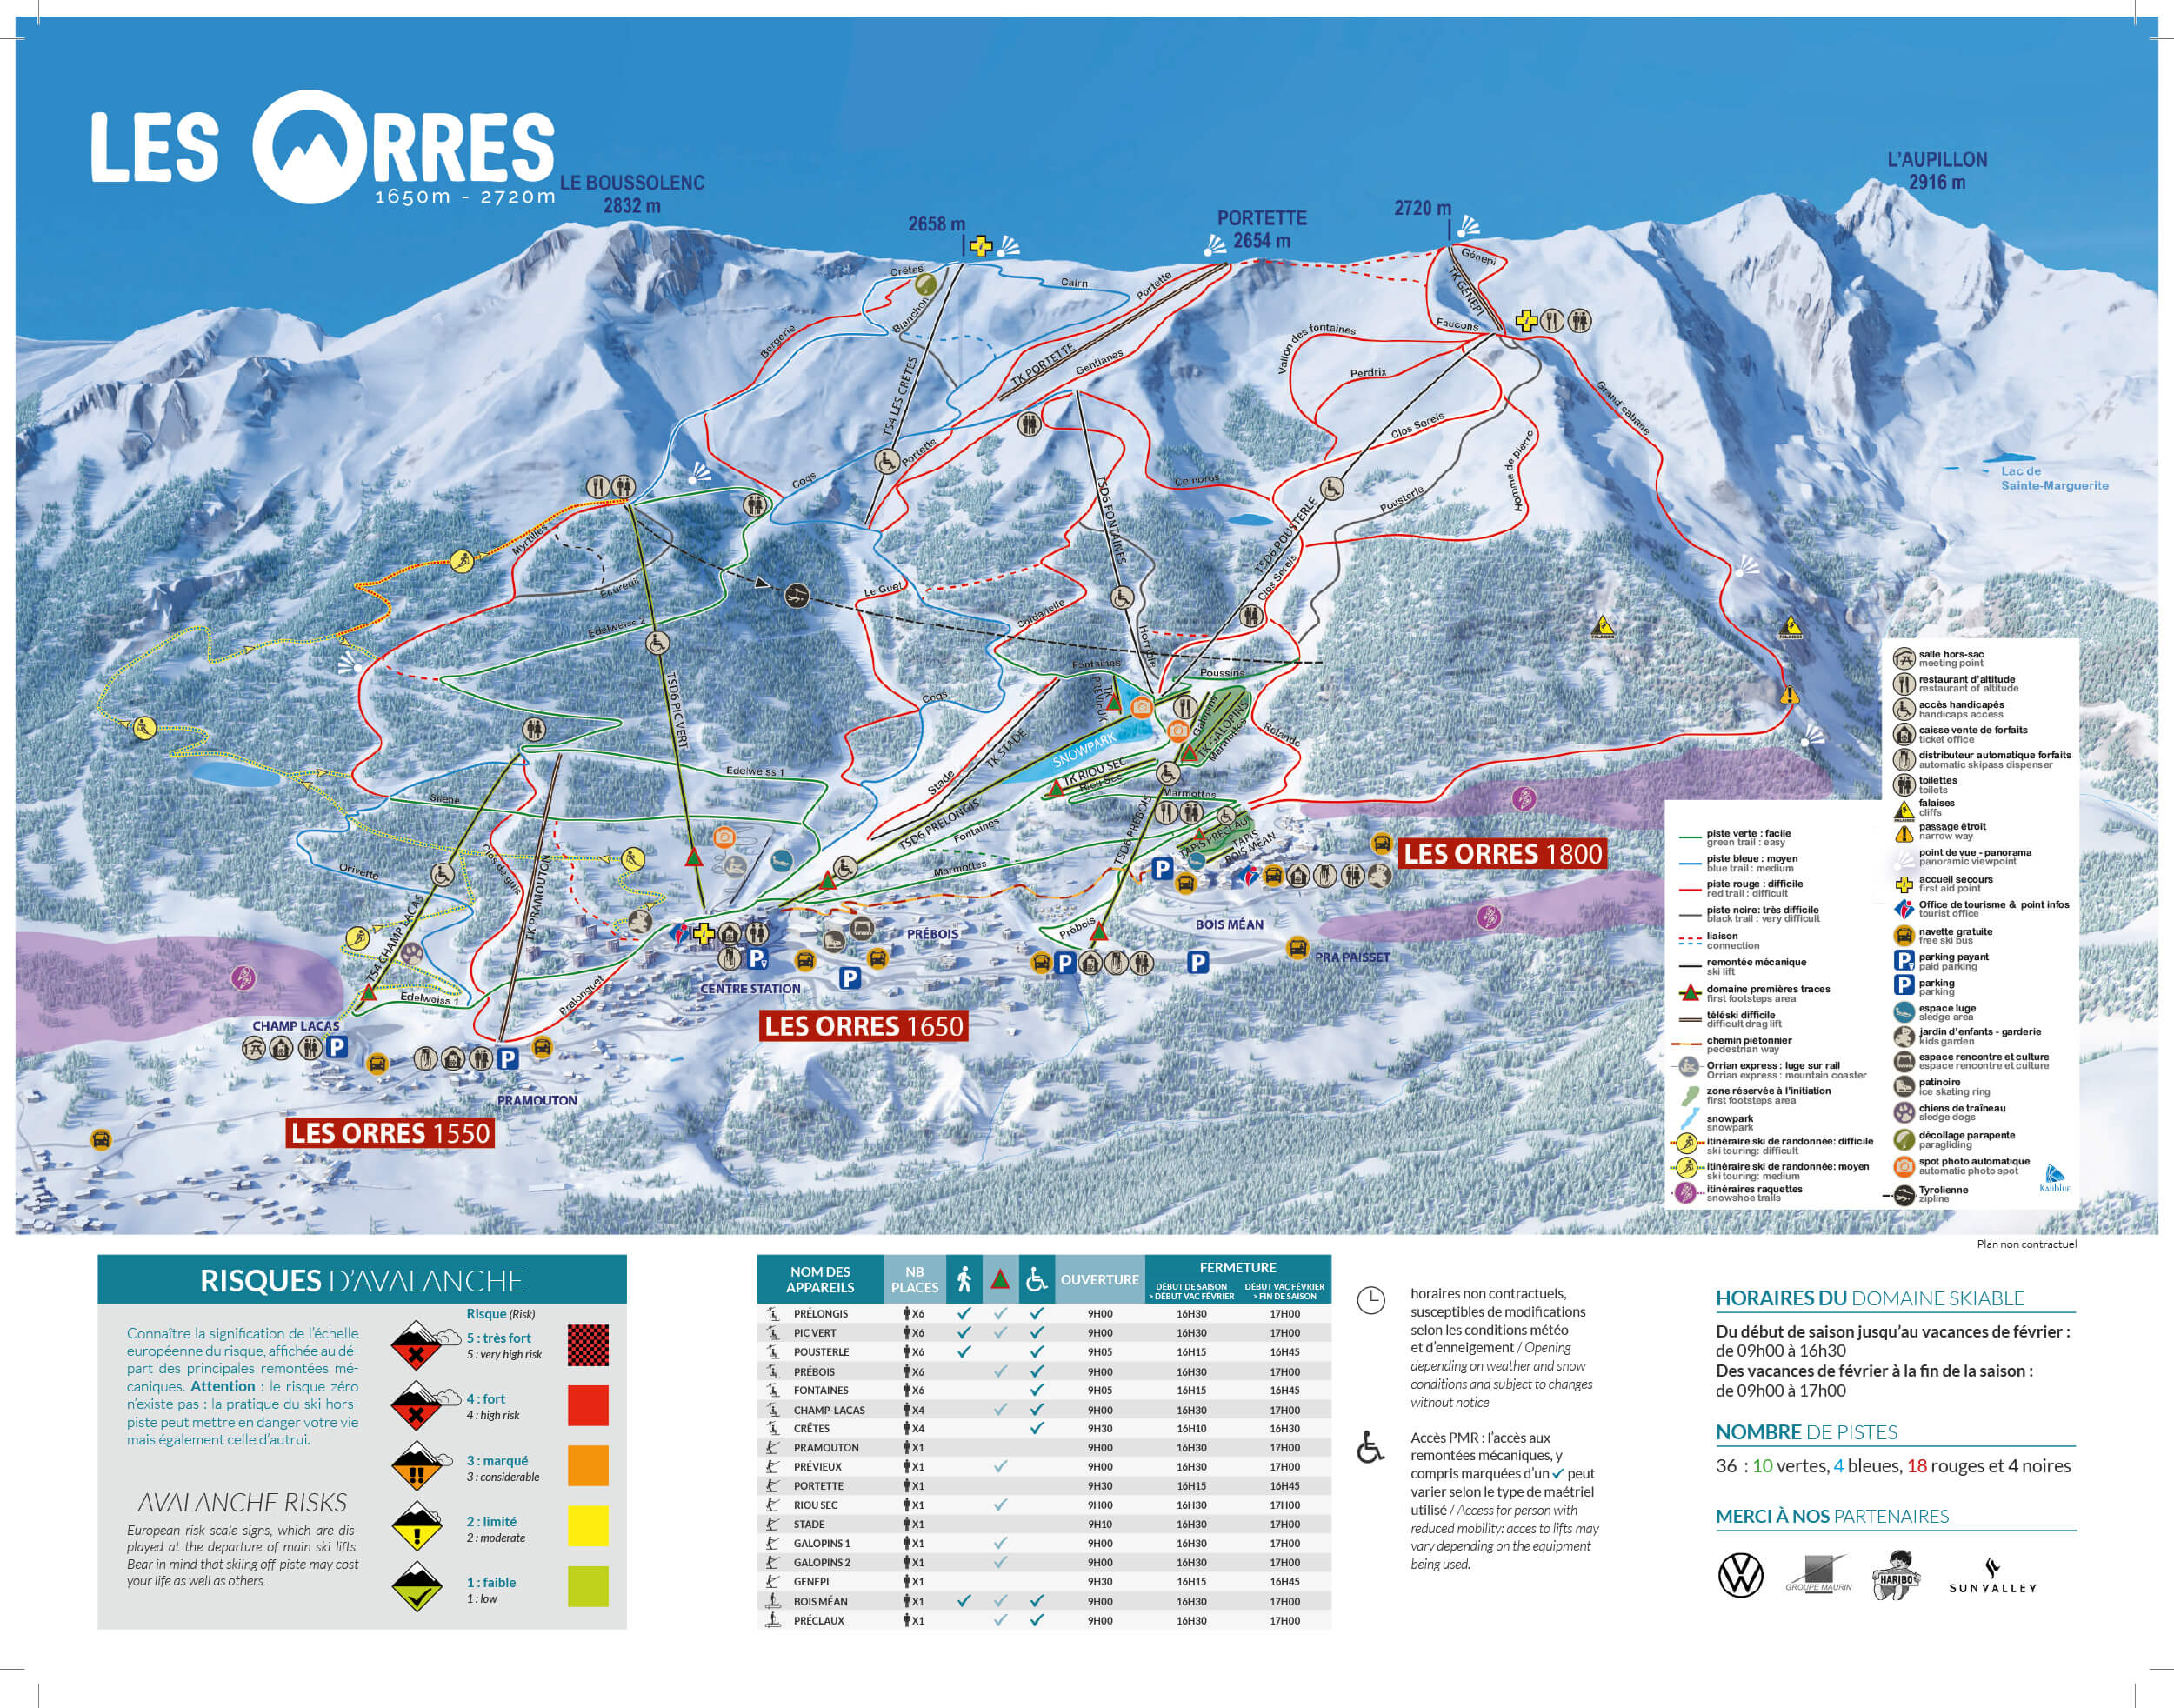 LES ORRES
1650m - 2720m
LE BOUSSOLENC
2832 m
2658 m
PORTETTE
2654 m
2720 m
L'AUPILLON
2916 m
Crêtes
Blanchon
Bergerie
Cairn
Portette
TK PORTETTE
Gentianes
TS4 LES CRÊTES
Portette
Coqs
Génepi
TK GÉNEPI
Faucons
Vallon des fontaines
Perdrix
Clos Sereis
Grand' cabane
Homme de pierre
Pousterle
TSD6 POUSTERLE
Clos Sereis
TSD6 FONTAINES
Lac de
Sainte-Marguerite
Myrtilles
Écureuil
Edelweiss 2
TSD6 PIC VERT
Le Guet
Coqs
Fontaines
Poussins
TK
PRÉVIEUX
SNOWPARK
Galopins
TK GALOPINS
Marmottes
Rolande
Stade
TK STADE
TK RIOU SEC
Riou Sec
Marmottes
Edelweiss 1
Silène
Orivette
TSD6 PRÉLONGIS
Fontaines
Marmottes
TSD6 PRÉBOIS
TAPIS PRÉCLAUX
TAPIS
BOIS MÉAN
LES ORRES 1800
TK PRAMOUTON
TS4 CHAMP LACAS
Edelweiss 1
Pralonguet
Prébois
PRÉBOIS
BOIS MÉAN
PRA PAISSET
CENTRE STATION
LES ORRES 1650
CHAMP LACAS
PRAMOUTON
LES ORRES 1550
salle hors-sac
meeting point
restaurant d'altitude
restaurant of altitude
accès handicapés
handicaps access
caisse vente de forfaits
ticket office
distributeur automatique forfaits
automatic skipass dispenser
toilettes
toilets
falaises
cliffs
passage étroit
narrow way
point de vue - panorama
panoramic viewpoint
accueil secours
first aid point
Office de tourisme & point infos
tourist office
navette gratuite
free ski bus
parking payant
paid parking
parking
parking
espace luge
sledge area
jardin d'enfants - garderie
kids garden
espace rencontre et culture
espace rencontre et culture
patinoire
ice skating ring
chiens de traîneau
sledge dogs
décollage parapente
paragliding
spot photo automatique
automatic photo spot
Tyrolienne
zipline
Kaliblue
piste verte : facile
green trail : easy
piste bleue : moyen
blue trail : medium
piste rouge : difficile
red trail : difficult
piste noire: très difficile
black trail : very difficult
liaison
connection
remontée mécanique
ski lift
domaine premières traces
first footsteps area
téléski difficile
difficult drag lift
chemin piétonnier
pedestrian way
Orrian express : luge sur rail
Orrian express : mountain coaster
zone réservée à l'initiation
first footsteps area
snowpark
snowpark
itinéraire ski de randonnée: difficile
ski touring: difficult
itinéraire ski de randonnée: moyen
ski touring: medium
itinéraires raquettes
snowshoe trails
Plan non contractuel
RISQUES D'AVALANCHE
Connaître la signification de l'échelle
européenne du risque, affichée au dé-
part des principales remontées mé-
caniques. Attention : le risque zéro
n'existe pas : la pratique du ski hors-
piste peut mettre en danger votre vie
mais également celle d'autrui.
AVALANCHE RISKS
European risk scale signs, which are dis-
played at the departure of main ski lifts.
Bear in mind that skiing off-piste may cost
your life as well as others.
Risque (Risk)
5 : très fort
5 : very high risk
4 : fort
4 : high risk
3 : marqué
3 : considerable
2 : limité
2 : moderate
1 : faible
1 : low
NOM DES APPAREILS NB PLACES OUVERTURE FERMETURE
DÉBUT DE SAISON > DÉBUT VAC FÉVRIER DÉBUT VAC FÉVRIER > FIN DE SAISON
PRÉLONGIS X6 9H00 16H30 17H00
PIC VERT X6 9H00 16H30 17H00
POUSTERLE X6 9H05 16H15 16H45
PRÉBOIS X6 9H00 16H30 17H00
FONTAINES X6 9H05 16H15 16H45
CHAMP-LACAS X4 9H00 16H30 17H00
CRÊTES X4 9H30 16H10 16H30
PRAMOUTON X1 9H00 16H30 17H00
PRÉVIEUX X1 9H00 16H30 17H00
PORTETTE X1 9H30 16H15 16H45
RIOU SEC X1 9H00 16H30 17H00
STADE X1 9H10 16H30 17H00
GALOPINS 1 X1 9H00 16H30 17H00
GALOPINS 2 X1 9H00 16H30 17H00
GENEPI X1 9H30 16H15 16H45
BOIS MÉAN X1 9H00 16H30 17H00
PRÉCLAUX X1 9H00 16H30 17H00
horaires non contractuels,
susceptibles de modifications
selon les conditions météo
et d'enneigement / Opening
depending on weather and snow
conditions and subject to changes
without notice
Accès PMR : l'accès aux
remontées mécaniques, y
compris marquées d'un ✓ peut
varier selon le type de maétriel
utilisé / Access for person with
reduced mobility: acces to lifts may
vary depending on the equipment
being used.
HORAIRES DU DOMAINE SKIABLE
Du début de saison jusqu'au vacances de février :
de 09h00 à 16h30
Des vacances de février à la fin de la saison :
de 09h00 à 17h00
NOMBRE DE PISTES
36 : 10 vertes, 4 bleues, 18 rouges et 4 noires
MERCI À NOS PARTENAIRES
GROUPE MAURIN
HARIBO
SUNVALLEY